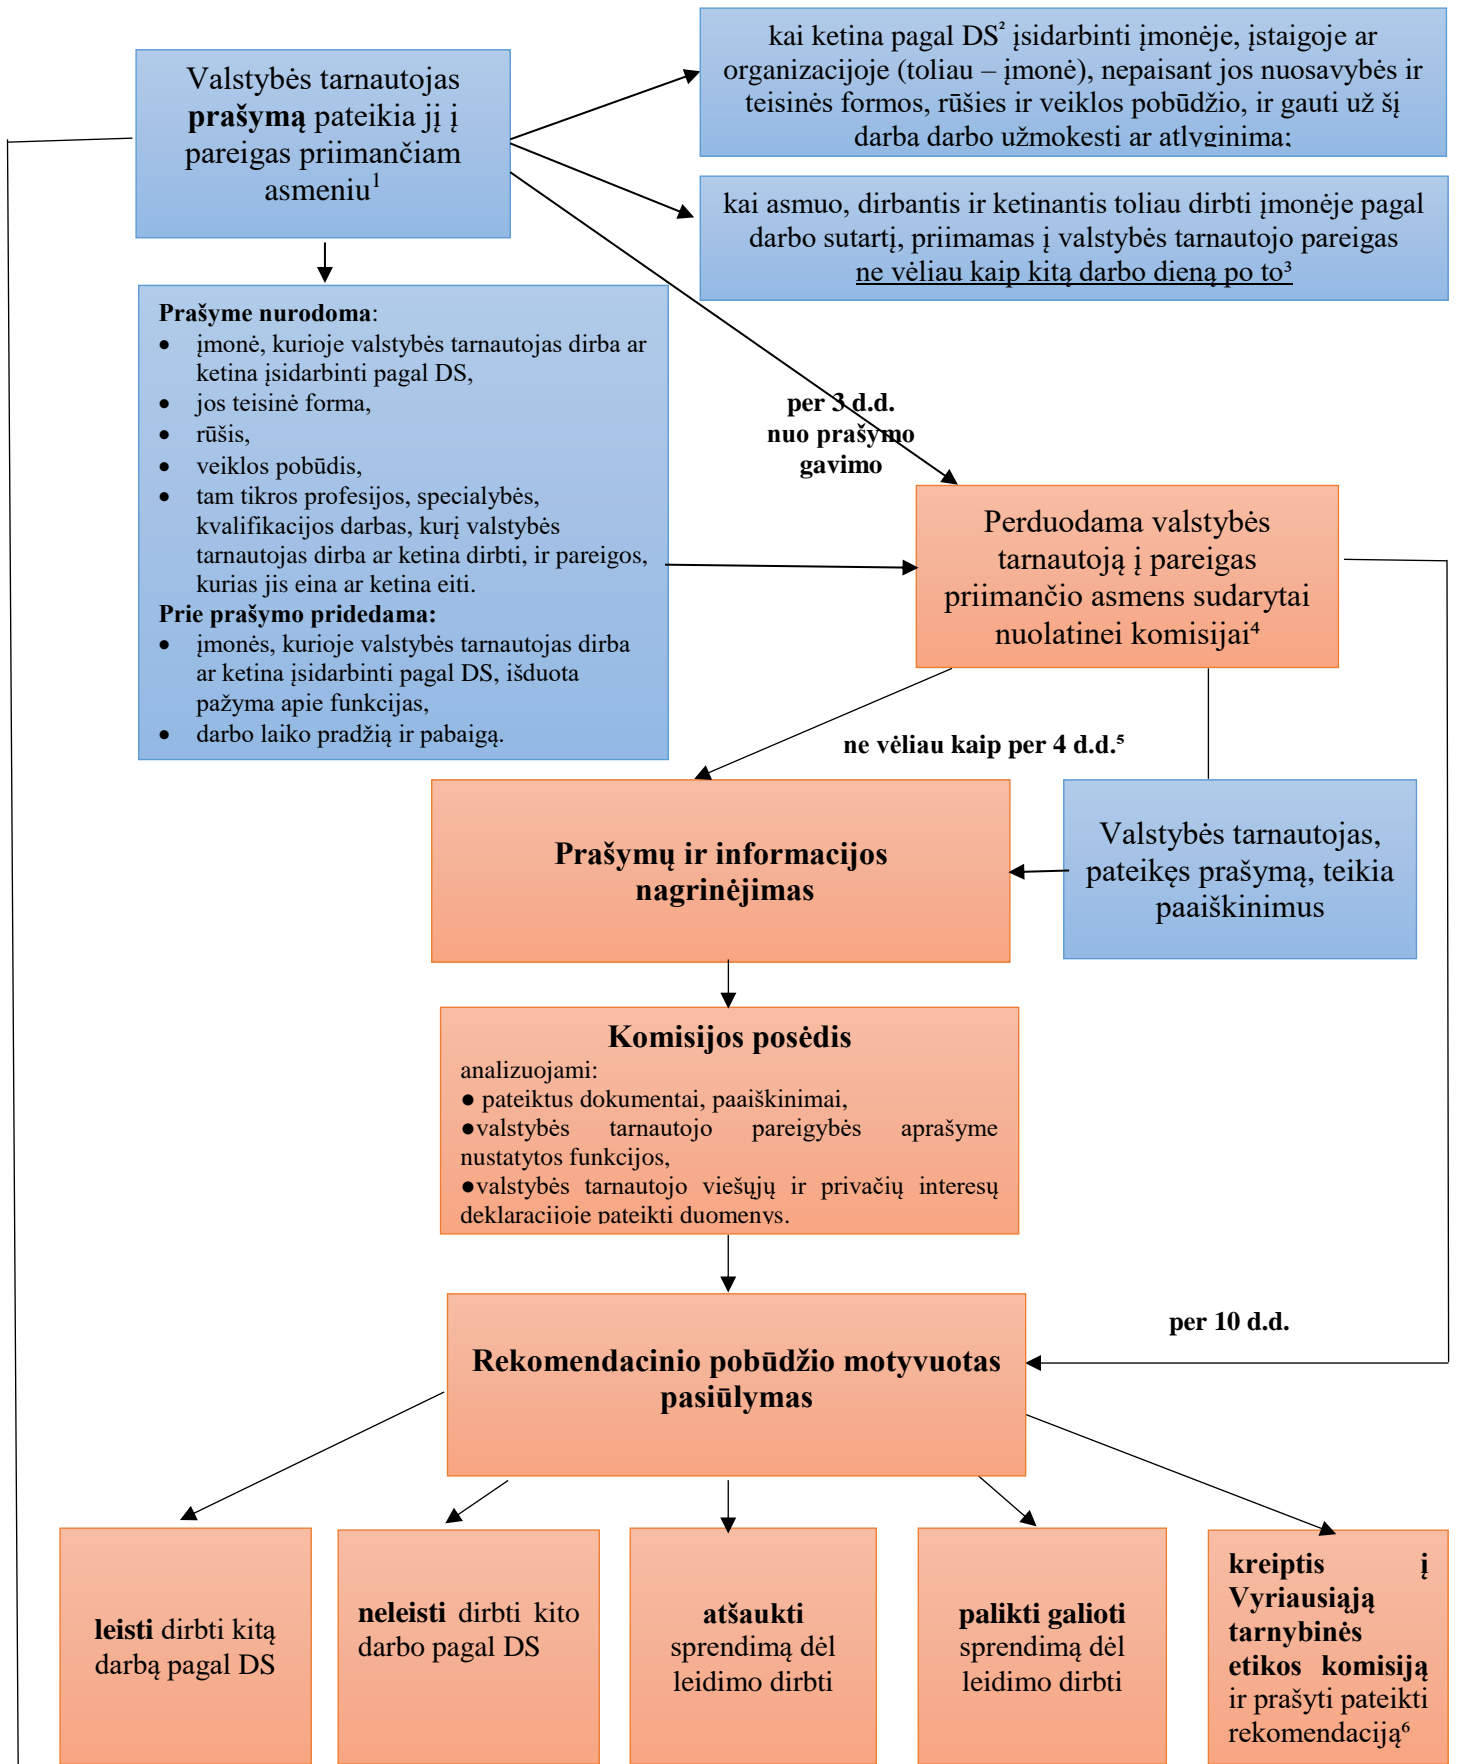 Valstybės tarnautojas
prašymą pateikia jį į
pareigas priimančiam
asmeniu¹
kai ketina pagal DS² įsidarbinti įmonėje, įstaigoje ar
organizacijoje (toliau – įmonė), nepaisant jos nuosavybės ir
teisinės formos, rūšies ir veiklos pobūdžio, ir gauti už šį
darbą darbo užmokestį ar atlyginimą;
kai asmuo, dirbantis ir ketinantis toliau dirbti įmonėje pagal
darbo sutartį, priimamas į valstybės tarnautojo pareigas
ne vėliau kaip kitą darbo dieną po to³
Prašyme nurodoma:
• įmonė, kurioje valstybės tarnautojas dirba ar
ketina įsidarbinti pagal DS,
• jos teisinė forma,
• rūšis,
• veiklos pobūdis,
• tam tikros profesijos, specialybės,
kvalifikacijos darbas, kurį valstybės
tarnautojas dirba ar ketina dirbti, ir pareigos,
kurias jis eina ar ketina eiti.
Prie prašymo pridedama:
• įmonės, kurioje valstybės tarnautojas dirba
ar ketina įsidarbinti pagal DS, išduota
pažyma apie funkcijas,
• darbo laiko pradžią ir pabaigą.
per 3 d.d.
nuo prašymo
gavimo
Perduodama valstybės
tarnautoją į pareigas
priimančio asmens sudarytai
nuolatinei komisijai⁴
ne vėliau kaip per 4 d.d.⁵
Prašymų ir informacijos
nagrinėjimas
Valstybės tarnautojas,
pateikęs prašymą, teikia
paaiškinimus
Komisijos posėdis
analizuojami:
● pateiktus dokumentai, paaiškinimai,
●valstybės tarnautojo pareigybės aprašyme
nustatytos funkcijos,
●valstybės tarnautojo viešųjų ir privačių interesų
deklaracijoje pateikti duomenys.
per 10 d.d.
Rekomendacinio pobūdžio motyvuotas
pasiūlymas
leisti dirbti kitą
darbą pagal DS
neleisti dirbti kito
darbo pagal DS
atšaukti
sprendimą dėl
leidimo dirbti
palikti galioti
sprendimą dėl
leidimo dirbti
kreiptis į
Vyriausiąją
tarnybinės
etikos komisiją
ir prašyti pateikti
rekomendaciją⁶